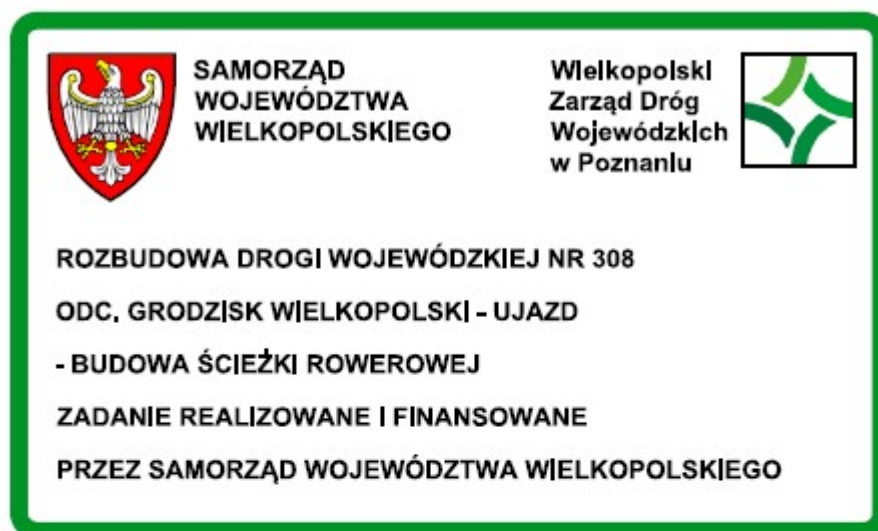 SAMORZĄD
WOJEWÓDZTWA
WIELKOPOLSKIEGO
Wielkopolski
Zarząd Dróg
Wojewódzkich
w Poznaniu
ROZBUDOWA DROGI WOJEWÓDZKIEJ NR 308
ODC. GRODZISK WIELKOPOLSKI - UJAZD
- BUDOWA ŚCIEŻKI ROWEROWEJ
ZADANIE REALIZOWANE I FINANSOWANE
PRZEZ SAMORZĄD WOJEWÓDZTWA WIELKOPOLSKIEGO